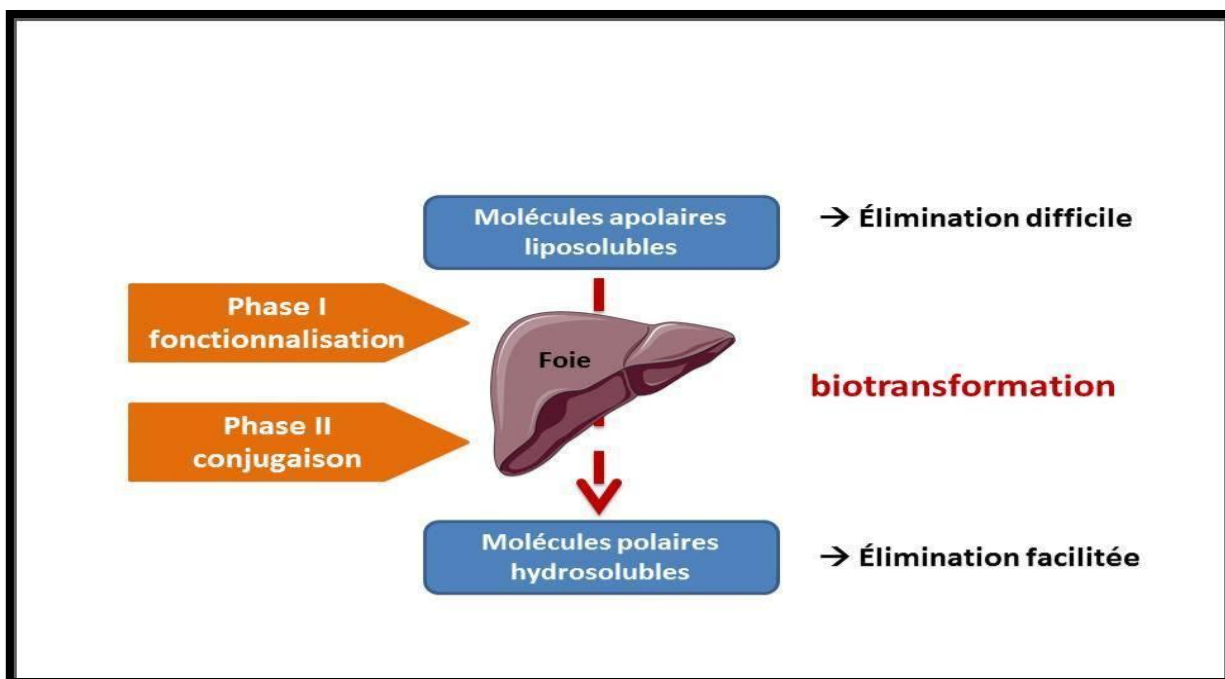 Molécules apolaires
liposolubles
→ Élimination difficile
Phase I
fonctionnalisation
Foie
biotransformation
Phase II
conjugaison
Molécules polaires
hydrosolubles
→ Élimination facilitée